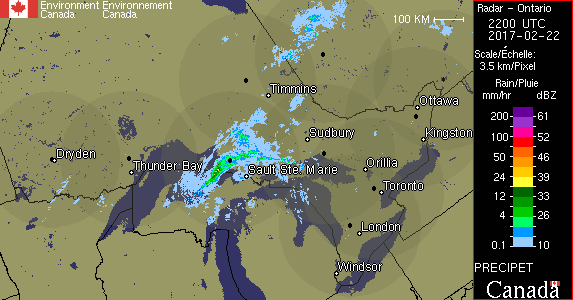 Environment Environnement
Canada Canada
100 KM
Timmins
Ottawa
Sudbury
Kingston
Dryden
Thunder Bay
Sault Ste. Marie
Orillia
Toronto
London
Windsor
Radar - Ontario
2200 UTC
2017-02-22
Scale/Échelle:
3.5 km/Pixel
Rain/Pluie
mm/hr dBZ
200 61
100 52
50 46
24 39
12 33
4 26
0.1 10
PRECIPET
Canada